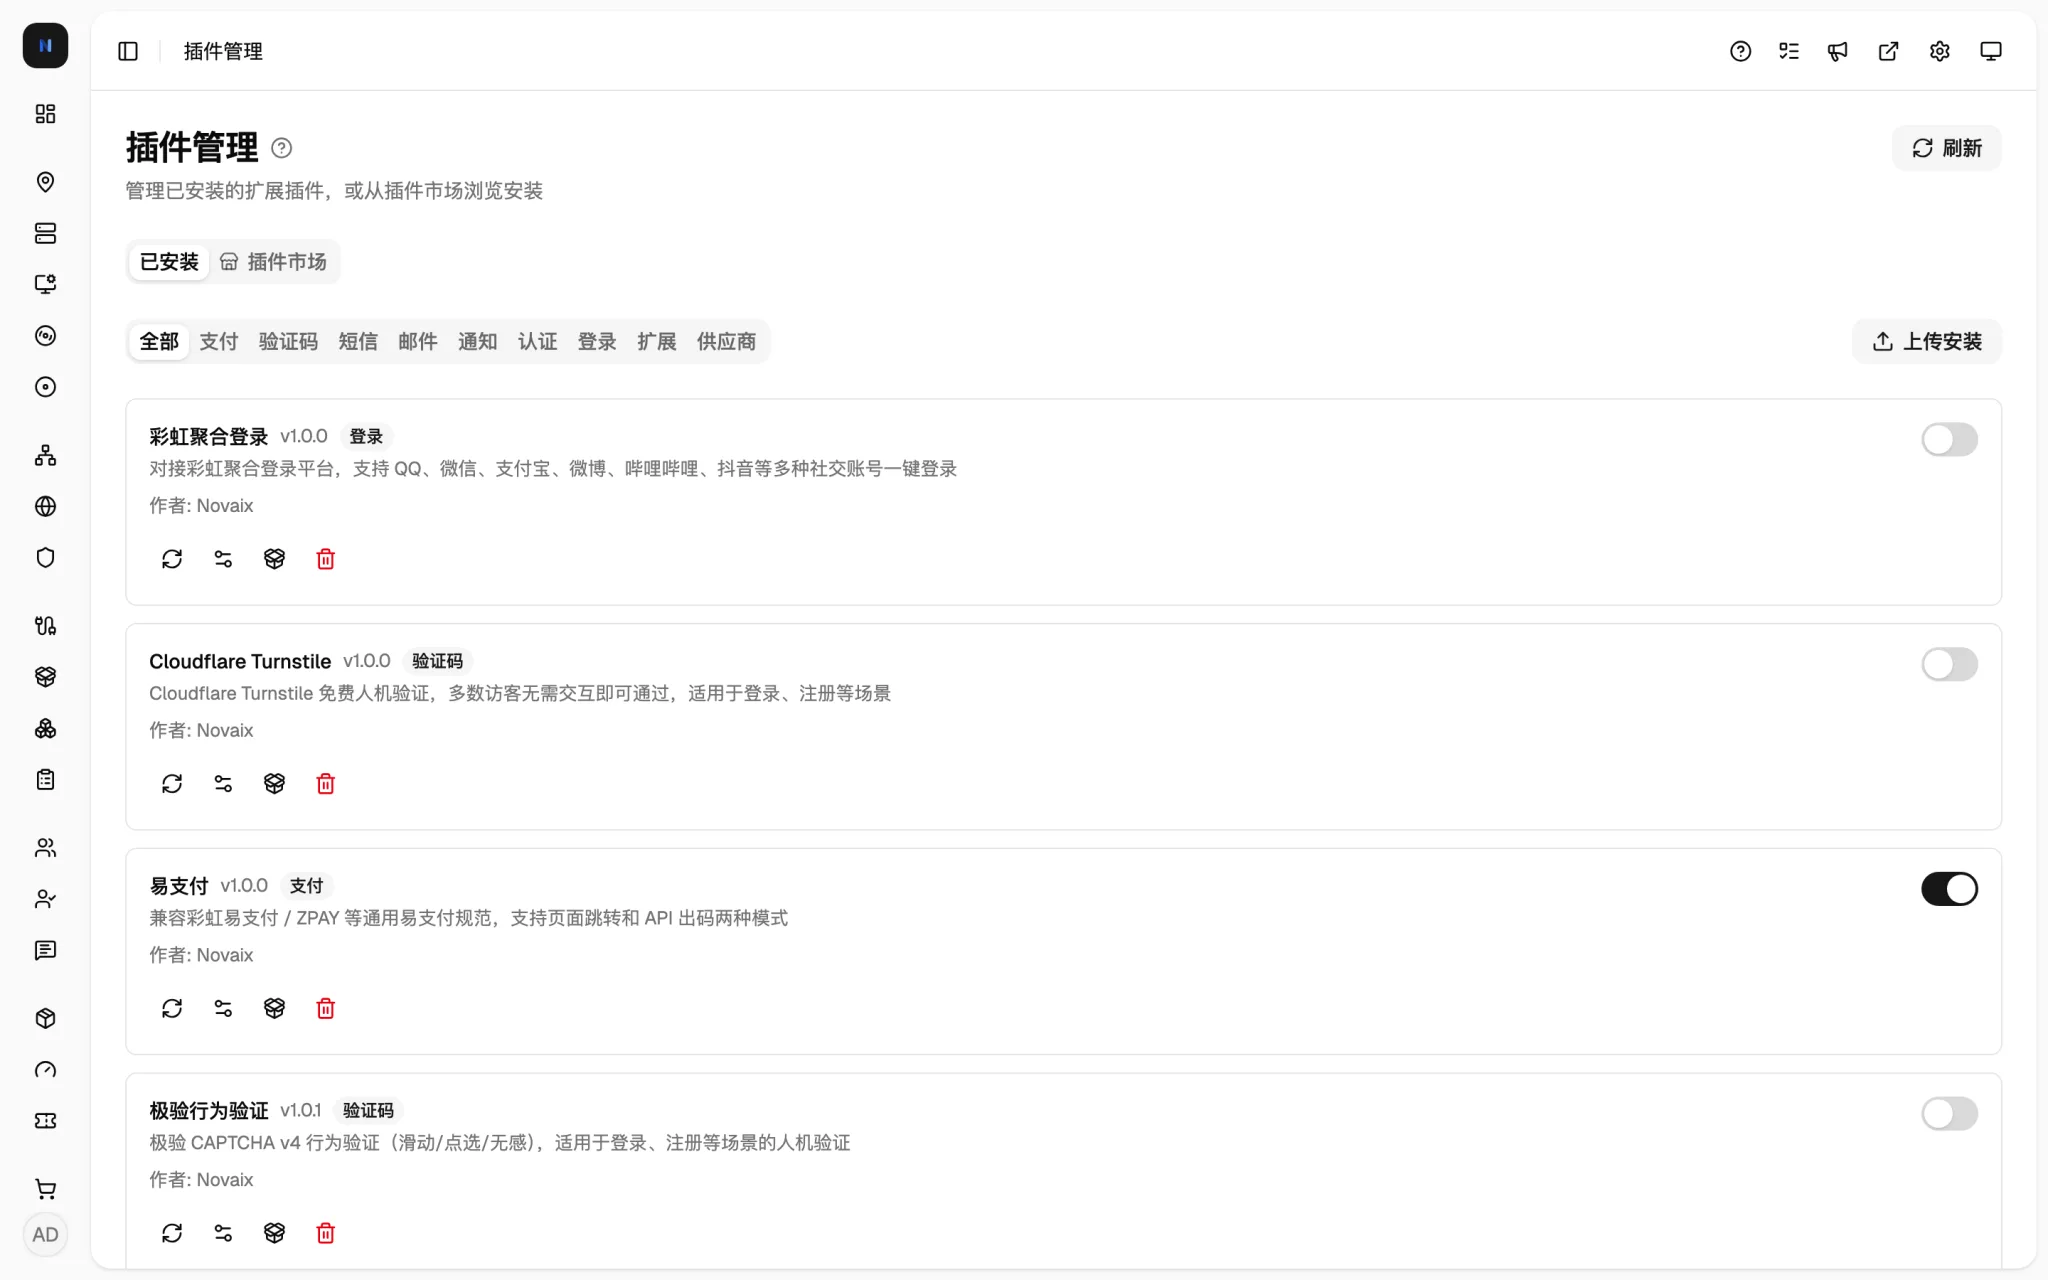 N
插件管理
插件管理
刷新
管理已安装的扩展插件，或从插件市场浏览安装
已安装 插件市场
全部 支付 验证码 短信 邮件 通知 认证 登录 扩展 供应商
上传安装
彩虹聚合登录 v1.0.0 登录
对接彩虹聚合登录平台，支持 QQ、微信、支付宝、微博、哔哩哔哩、抖音等多种社交账号一键登录
作者: Novaix
Cloudflare Turnstile v1.0.0 验证码
Cloudflare Turnstile 免费人机验证，多数访客无需交互即可通过，适用于登录、注册等场景
作者: Novaix
易支付 v1.0.0 支付
兼容彩虹易支付 / ZPAY 等通用易支付规范，支持页面跳转和 API 出码两种模式
作者: Novaix
极验行为验证 v1.0.1 验证码
极验 CAPTCHA v4 行为验证（滑动/点选/无感），适用于登录、注册等场景的人机验证
作者: Novaix
AD